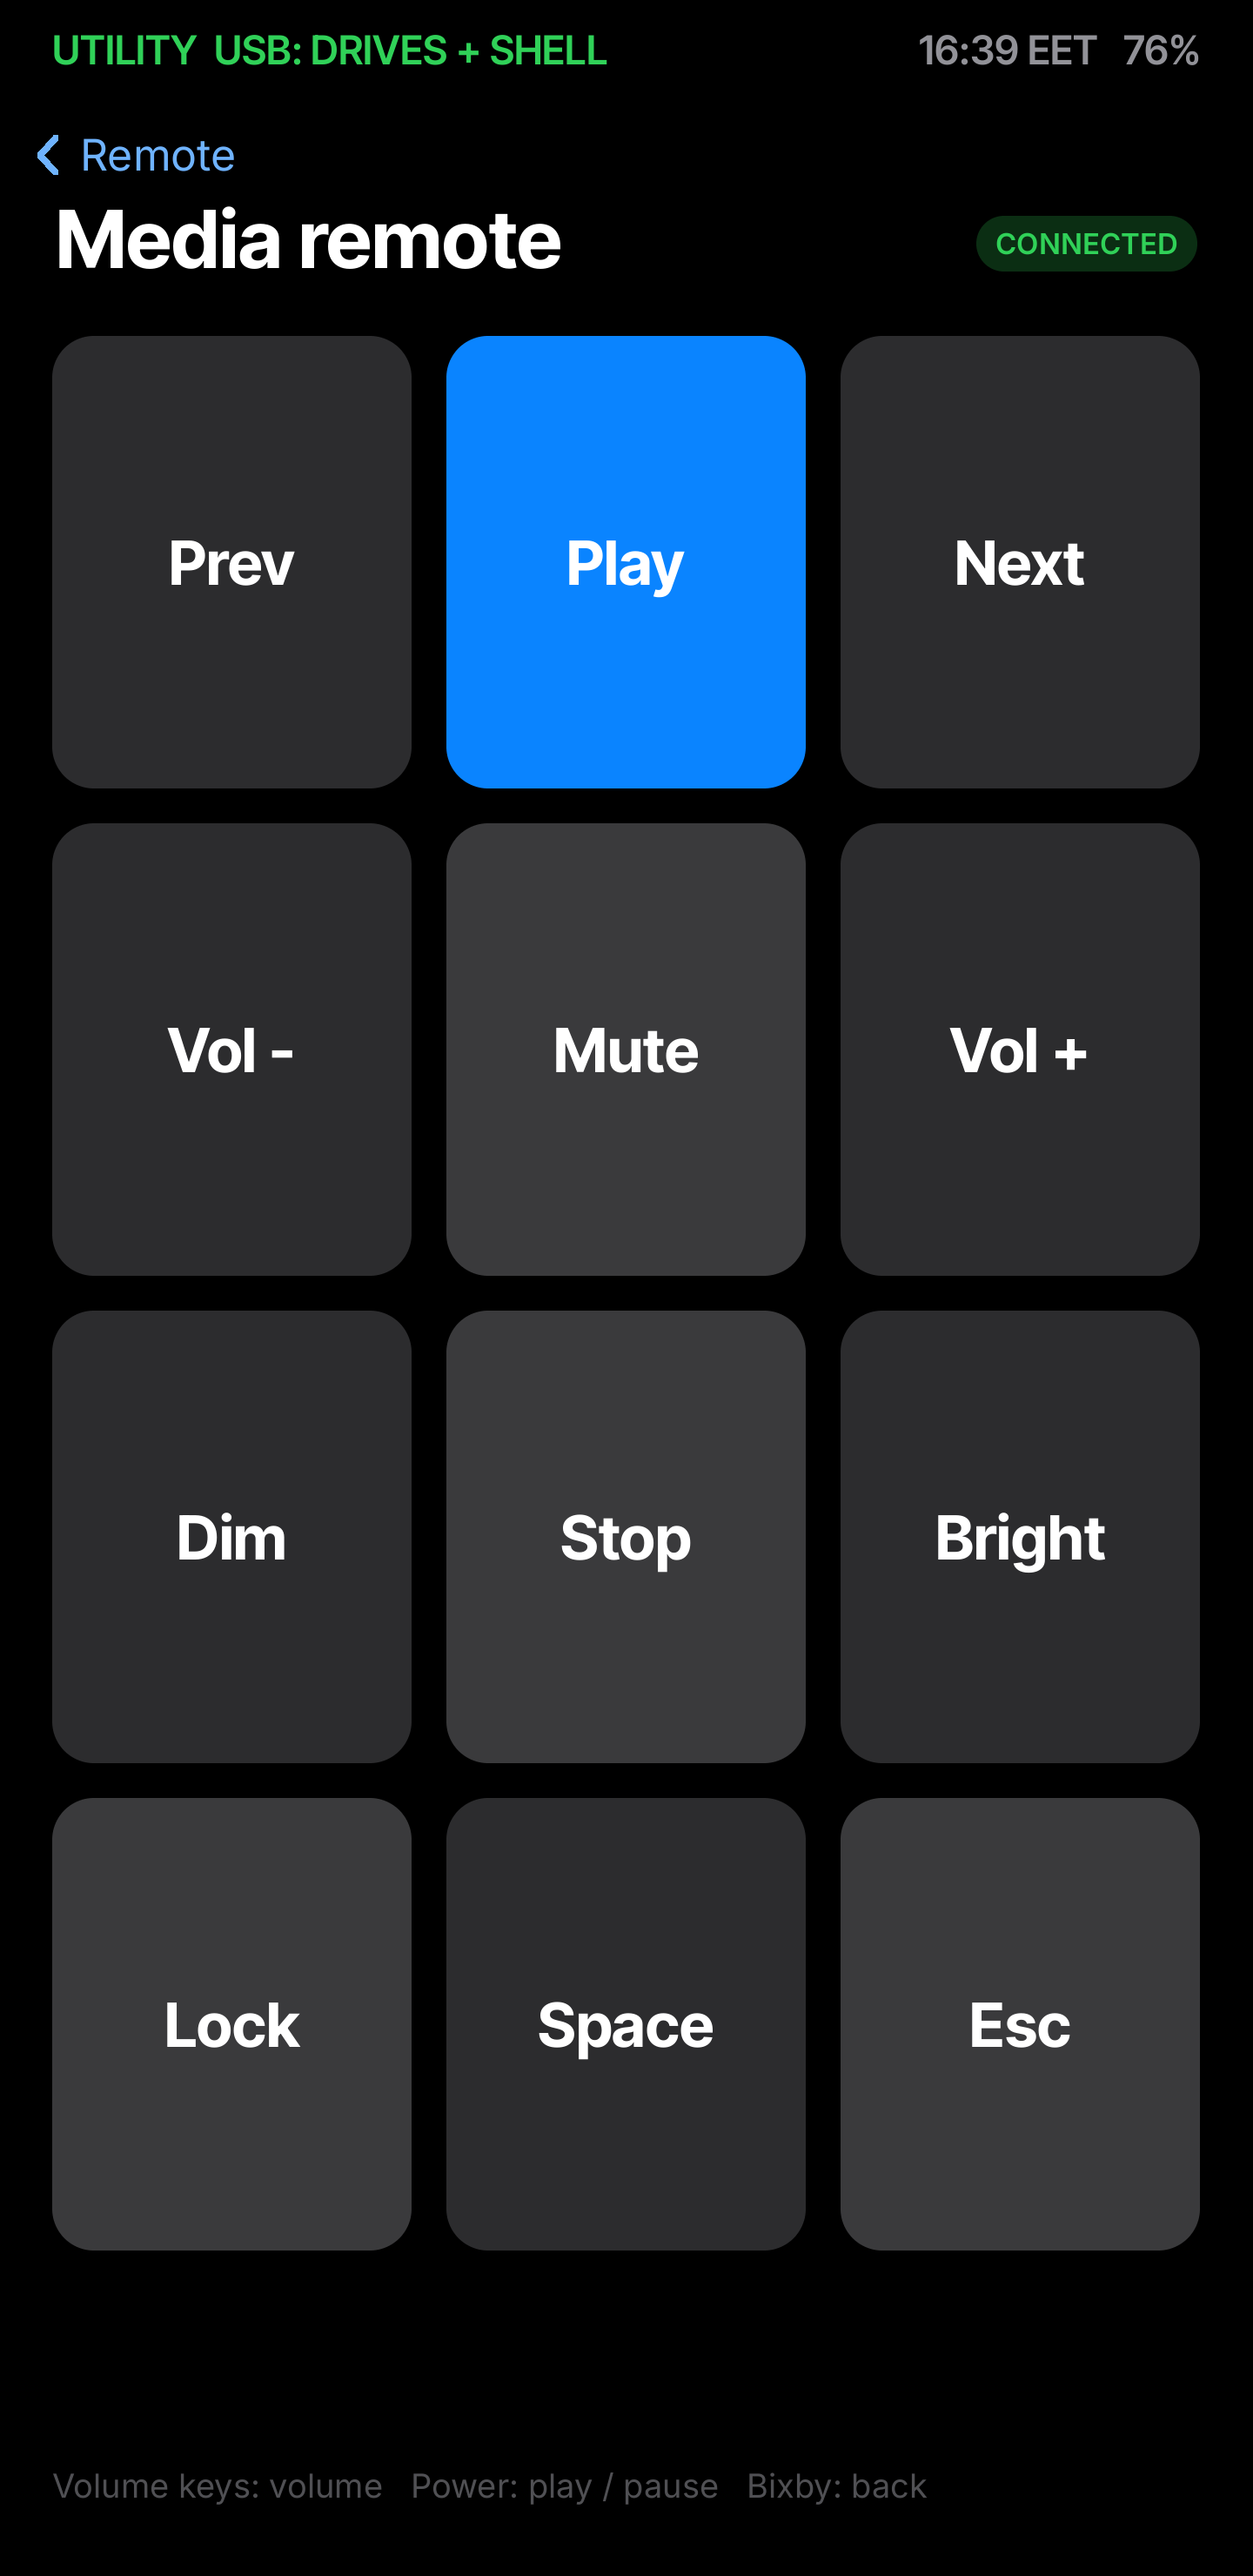 UTILITY USB: DRIVES + SHELL 16:39 EET 76%
Remote
Media remote CONNECTED
Prev Play Next
Vol - Mute Vol +
Dim Stop Bright
Lock Space Esc
Volume keys: volume Power: play / pause Bixby: back